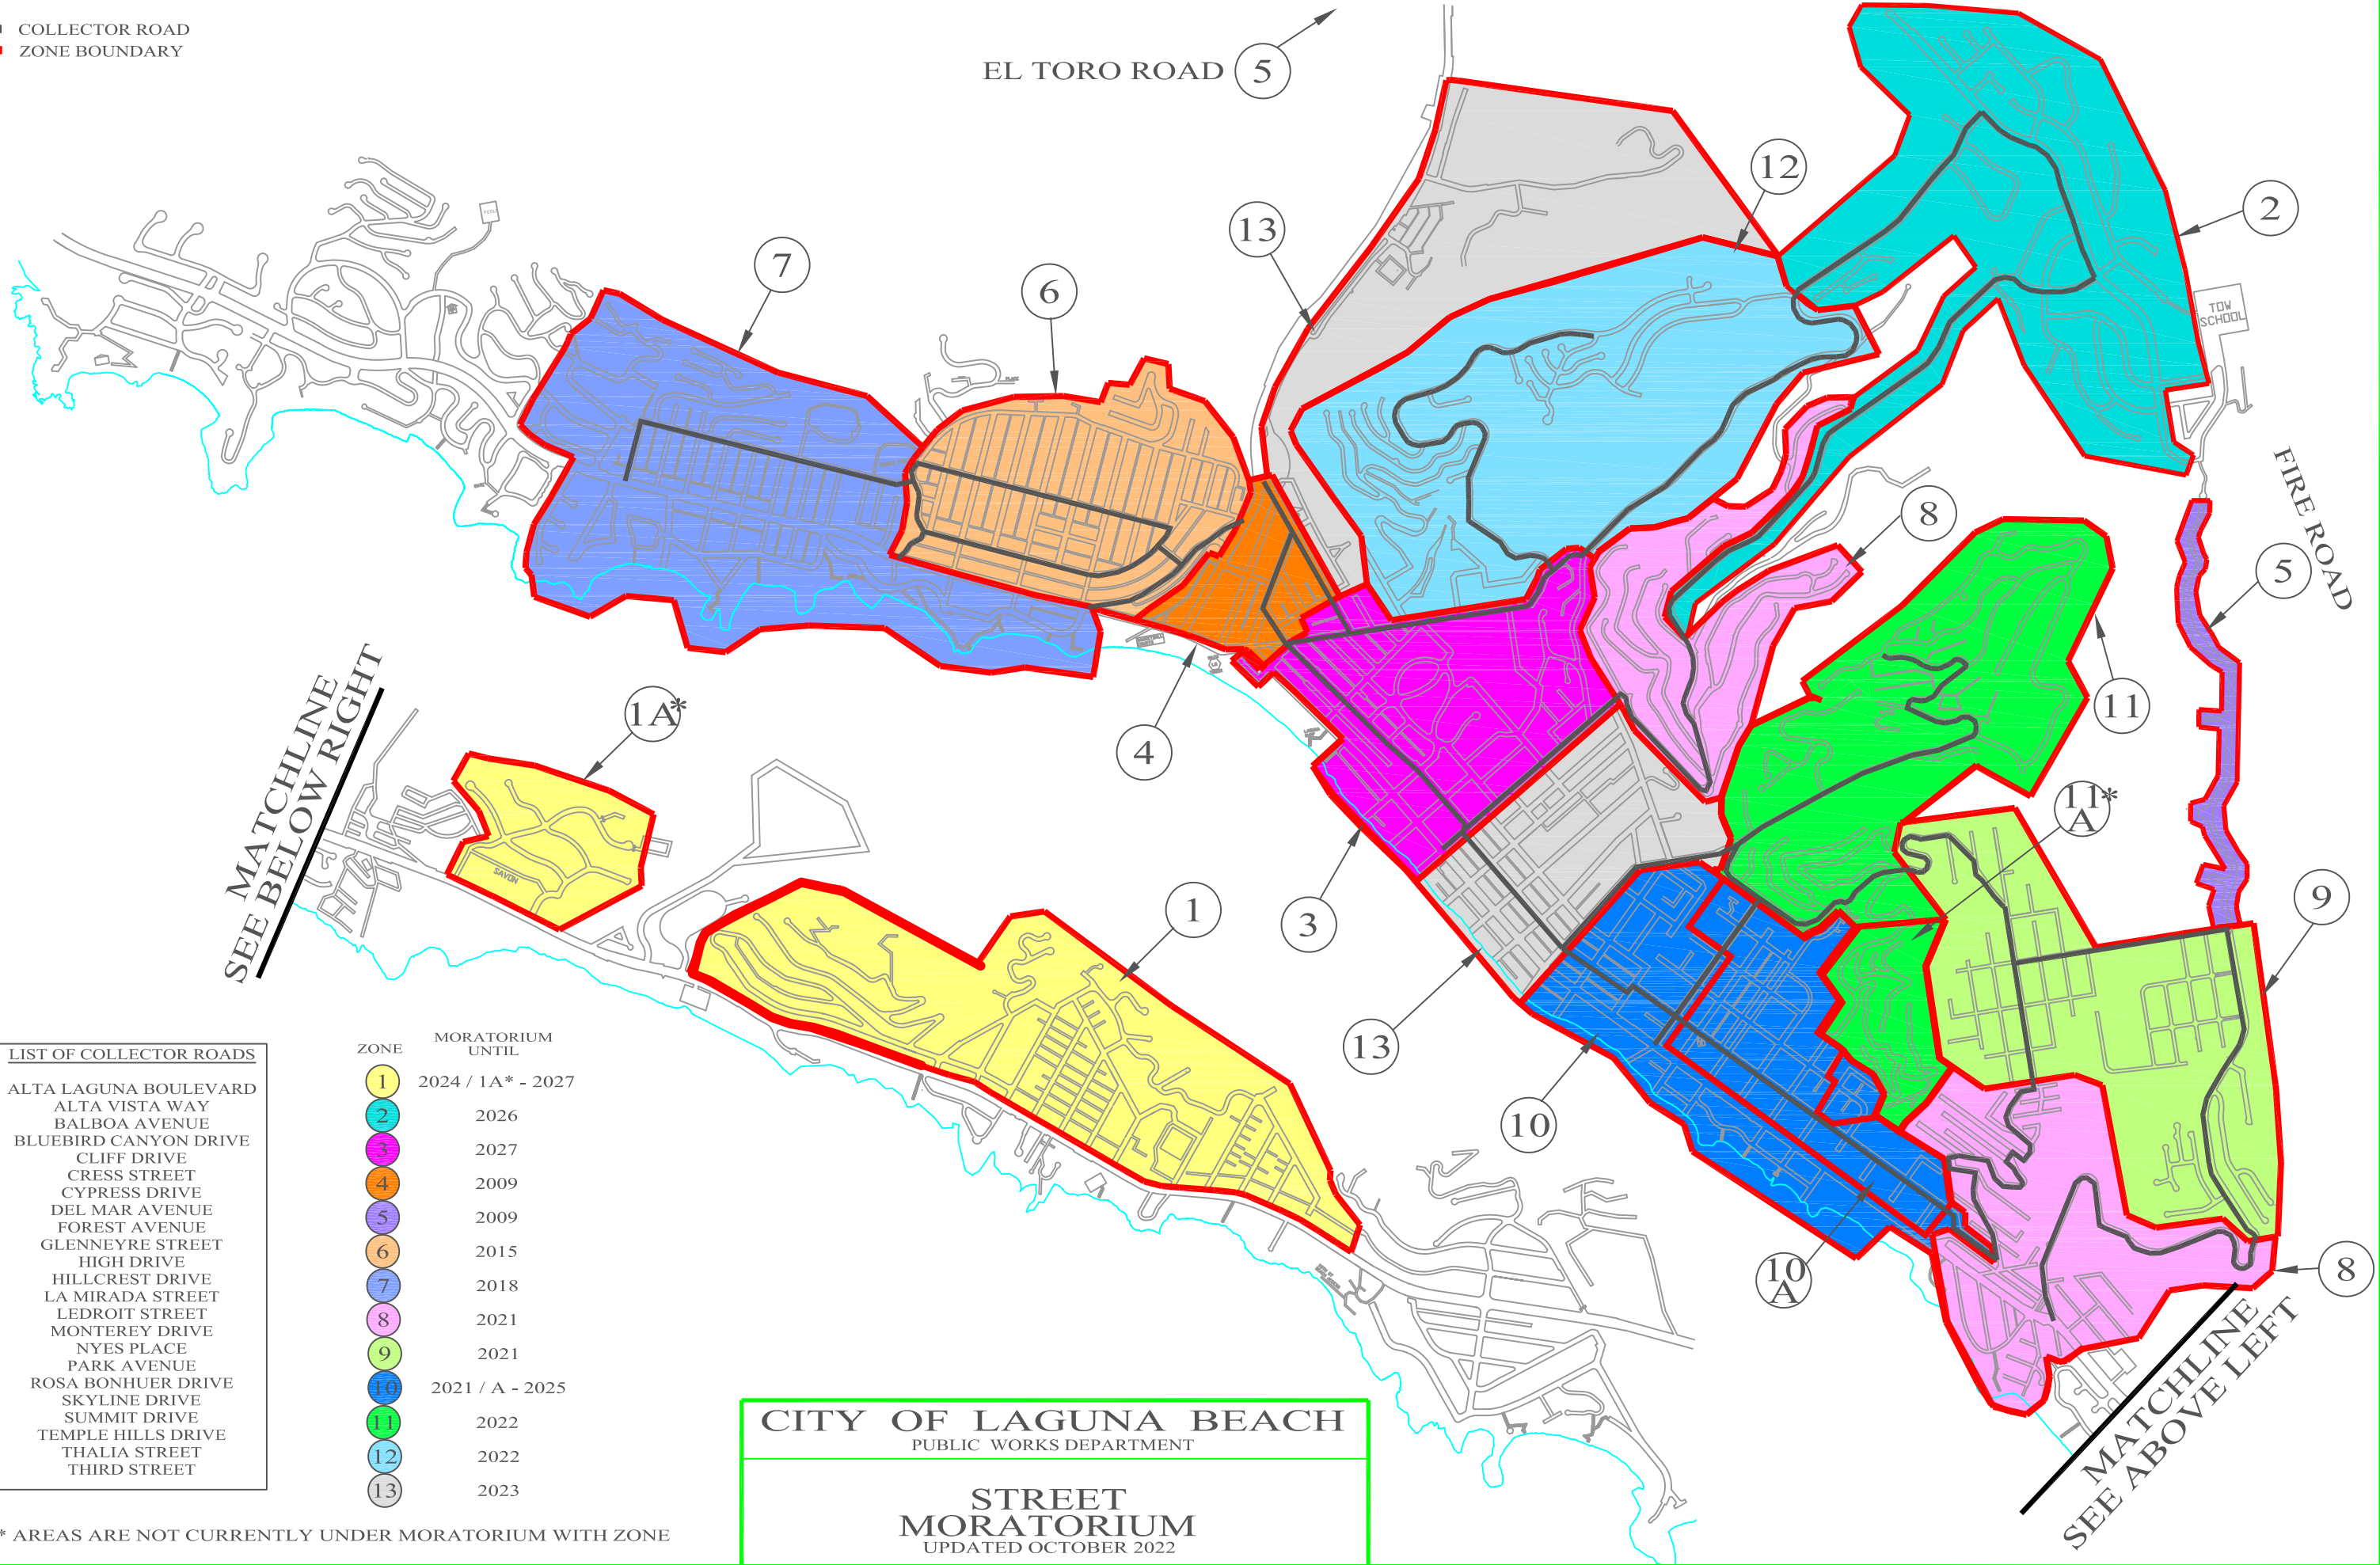 COLLECTOR ROAD
ZONE BOUNDARY
EL TORO ROAD 5
12
2
13
7
6
TOW
SCHOOL
FIRE ROAD
8
5
MATCHLINE
SEE BELOW RIGHT
1A*
4
11
11*
A
SAVON
1
3
9
13
10
10
A
8
MATCHLINE
SEE ABOVE LEFT
LIST OF COLLECTOR ROADS
ALTA LAGUNA BOULEVARD
ALTA VISTA WAY
BALBOA AVENUE
BLUEBIRD CANYON DRIVE
CLIFF DRIVE
CRESS STREET
CYPRESS DRIVE
DEL MAR AVENUE
FOREST AVENUE
GLENNEYRE STREET
HIGH DRIVE
HILLCREST DRIVE
LA MIRADA STREET
LEDROIT STREET
MONTEREY DRIVE
NYES PLACE
PARK AVENUE
ROSA BONHUER DRIVE
SKYLINE DRIVE
SUMMIT DRIVE
TEMPLE HILLS DRIVE
THALIA STREET
THIRD STREET
ZONE MORATORIUM
UNTIL
1 2024 / 1A* - 2027
2 2026
3 2027
4 2009
5 2009
6 2015
7 2018
8 2021
9 2021
10 2021 / A - 2025
11 2022
12 2022
13 2023
* AREAS ARE NOT CURRENTLY UNDER MORATORIUM WITH ZONE
CITY OF LAGUNA BEACH
PUBLIC WORKS DEPARTMENT
STREET
MORATORIUM
UPDATED OCTOBER 2022